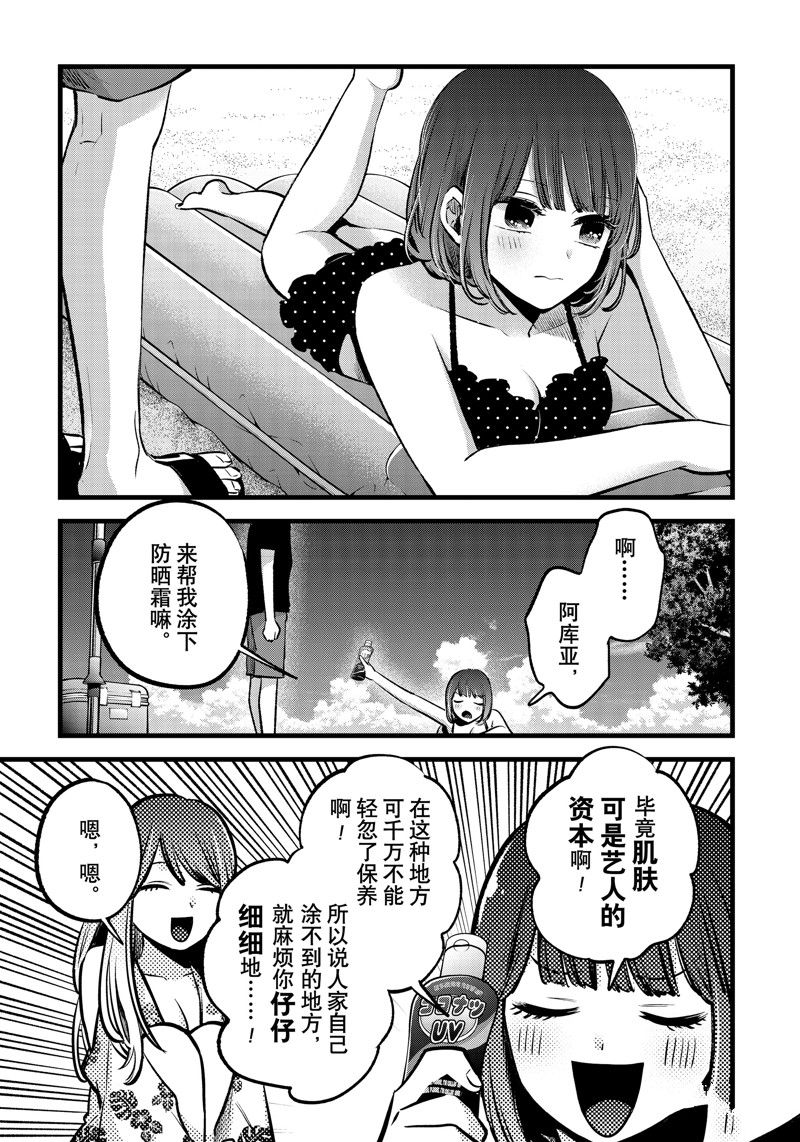 啊……
阿库亚，
来帮我涂下
防晒霜嘛。
毕竟肌肤
可是艺人的
资本啊！
在这种地方
可千万不能
轻忽了保养
啊！
所以说人家自己
涂不到的地方，
就麻烦你仔仔
细细地……！
ココナッツ
UV
嗯，嗯。